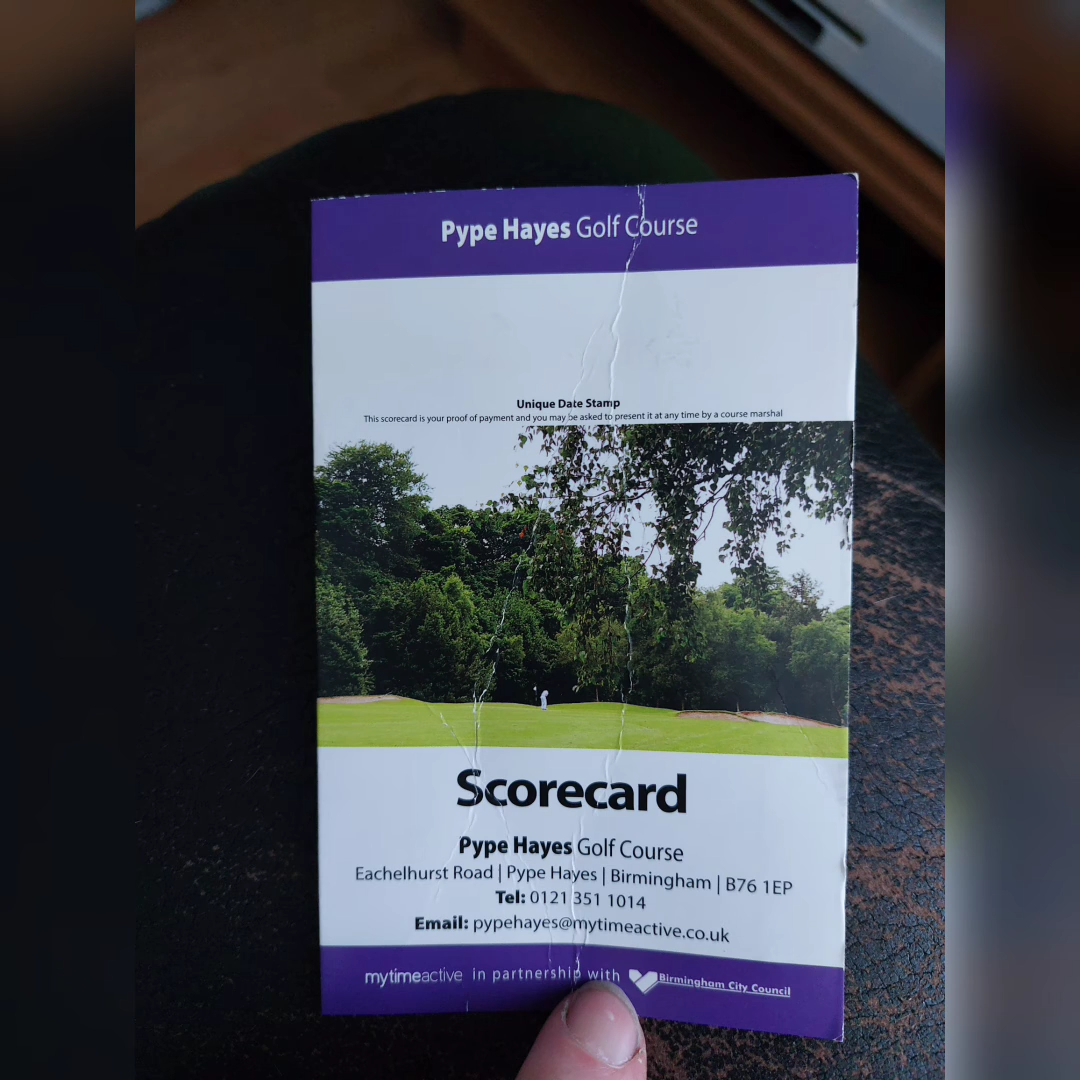 Pype Hayes Golf Course
Unique Date Stamp
This scorecard is your proof of payment and you may be asked to present it at any time by a course marshal
Scorecard
Pype Hayes Golf Course
Eachelhurst Road | Pype Hayes | Birmingham | B76 1EP
Tel: 0121 351 1014
Email: pypehayes@mytimeactive.co.uk
mytimeactive in partnership with Birmingham City Council